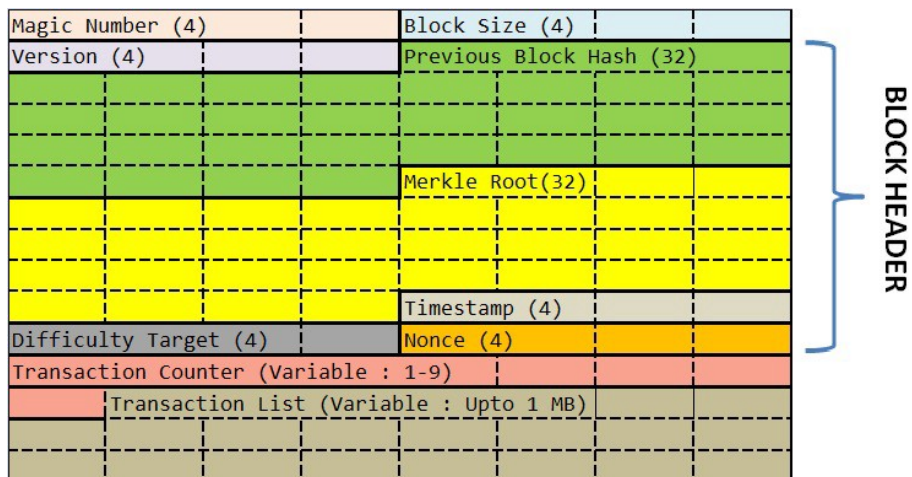 Magic Number (4) Block Size (4)
Version (4) Previous Block Hash (32)
Merkle Root(32)
Timestamp (4)
Difficulty Target (4) Nonce (4)
Transaction Counter (Variable : 1-9)
Transaction List (Variable : Upto 1 MB)
BLOCK HEADER